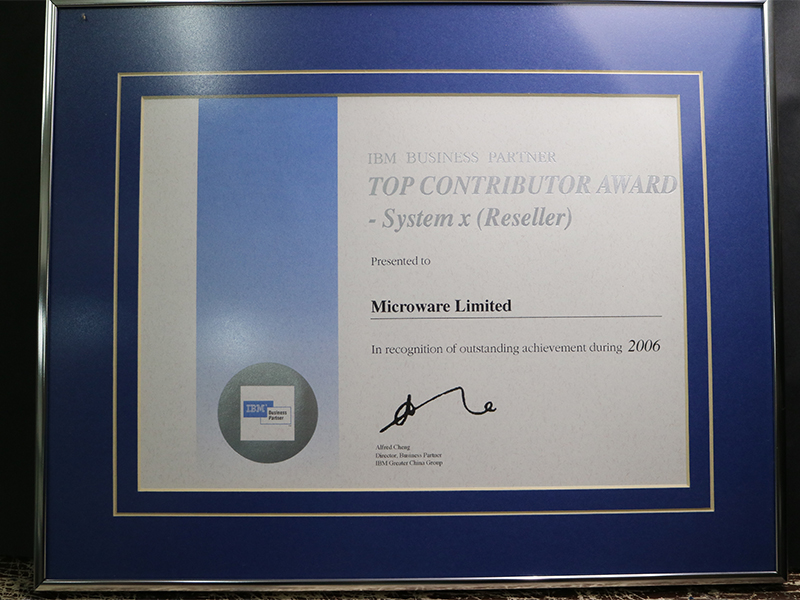 IBM BUSINESS PARTNER
TOP CONTRIBUTOR AWARD
- System x (Reseller)
Presented to
Microware Limited
In recognition of outstanding achievement during 2006
IBM
Business
Partner
Alfred Cheng
Director, Business Partner
IBM Greater China Group